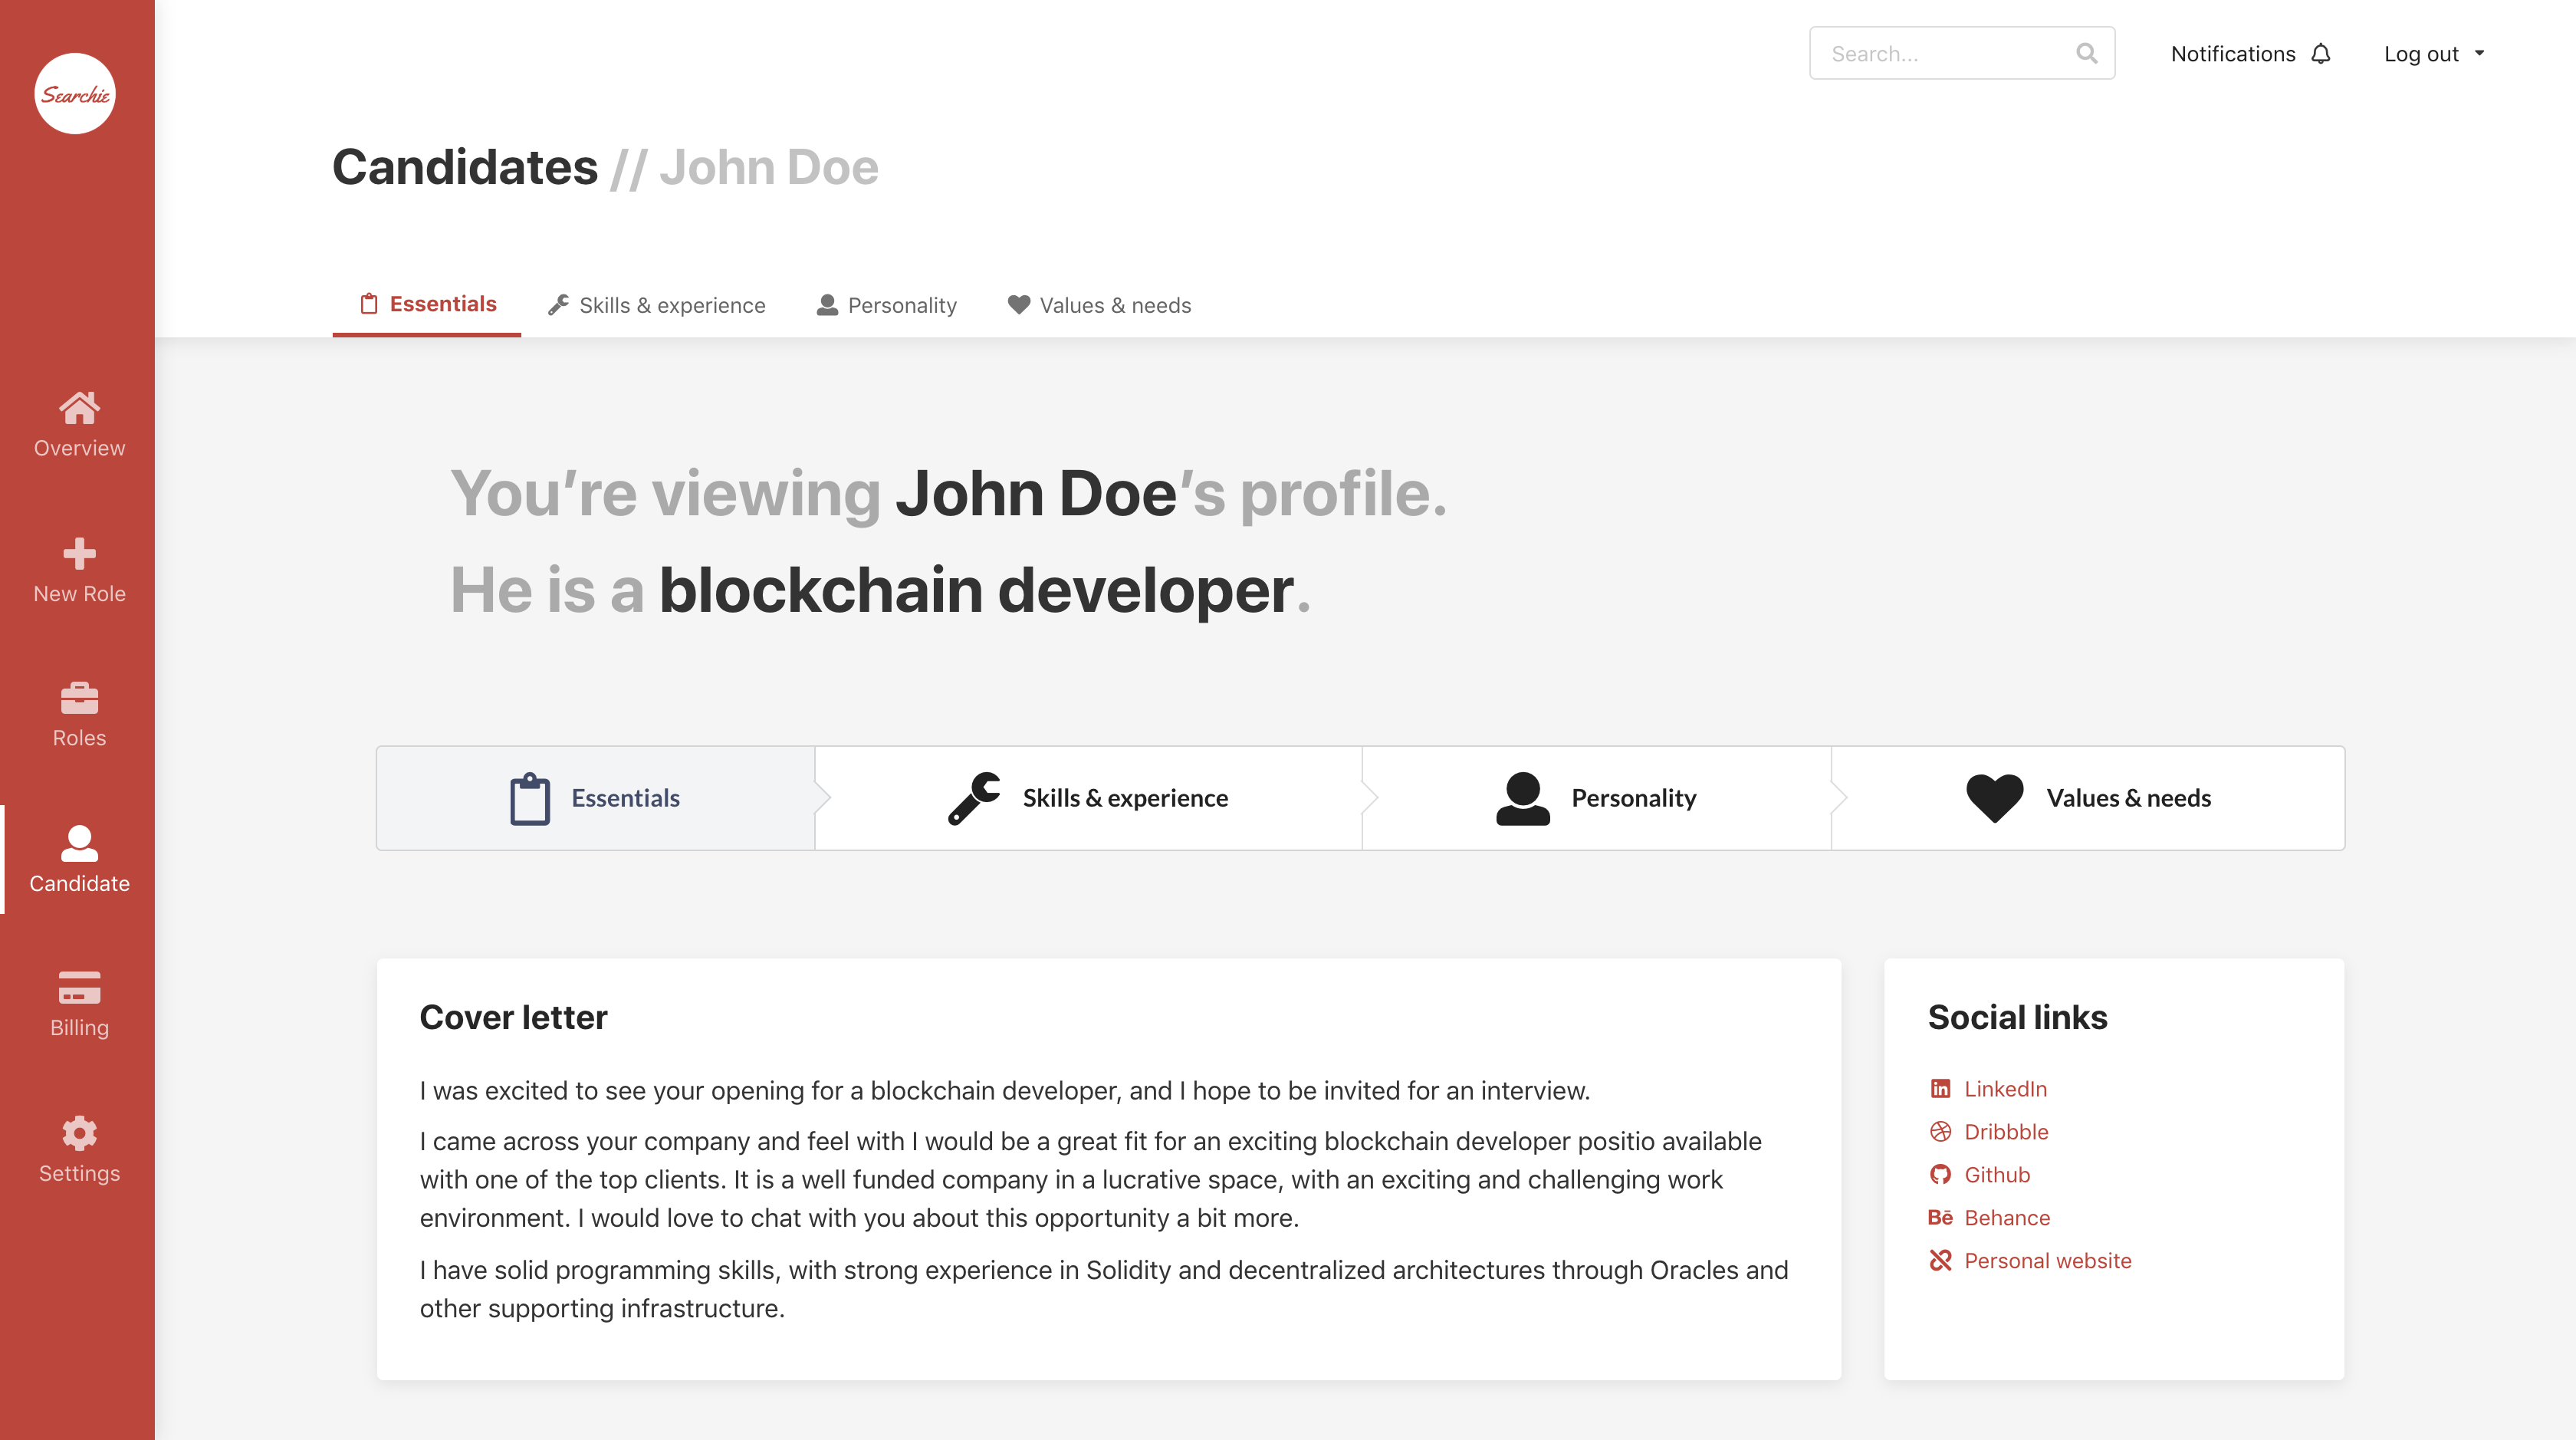 Searchie
Search...
Notifications
Log out
Candidates // John Doe
Essentials
Skills & experience
Personality
Values & needs
Overview
New Role
Roles
Candidate
Billing
Settings
You’re viewing John Doe’s profile.
He is a blockchain developer.
Essentials
Skills & experience
Personality
Values & needs
Cover letter
I was excited to see your opening for a blockchain developer, and I hope to be invited for an interview.
I came across your company and feel with I would be a great fit for an exciting blockchain developer positio available
with one of the top clients. It is a well funded company in a lucrative space, with an exciting and challenging work
environment. I would love to chat with you about this opportunity a bit more.
I have solid programming skills, with strong experience in Solidity and decentralized architectures through Oracles and
other supporting infrastructure.
Social links
in LinkedIn
Dribbble
Github
Bē Behance
Personal website